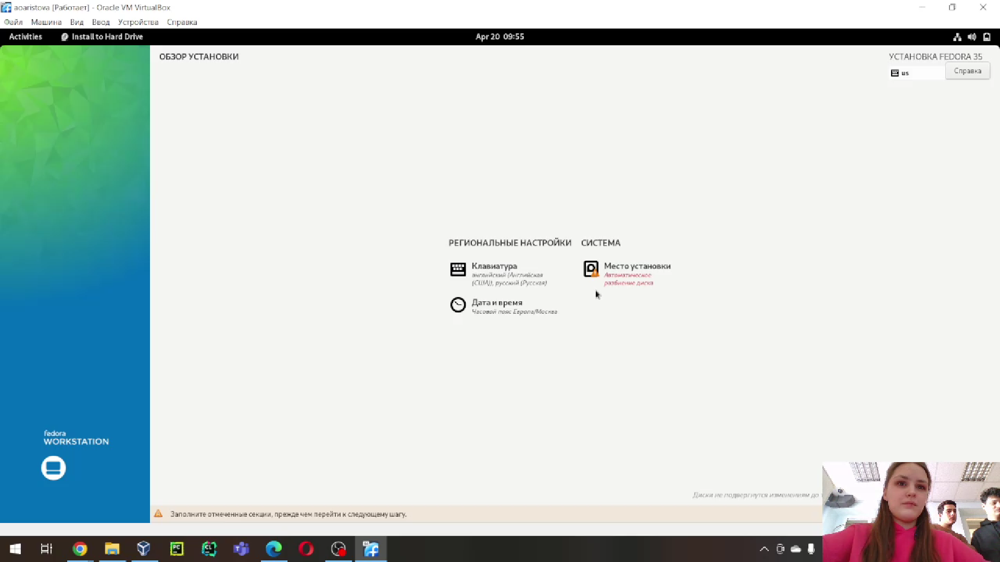 aoaristova [Работает] - Oracle VM VirtualBox
Файл Машина Вид Ввод Устройства Справка
Activities Install to Hard Drive Apr 20 09:55
ОБЗОР УСТАНОВКИ
УСТАНОВКА FEDORA 35
us
Справка
РЕГИОНАЛЬНЫЕ НАСТРОЙКИ
Клавиатура
английский (Английская
(США)), русский (Русская)
Дата и время
Часовой пояс Европа/Москва
СИСТЕМА
Место установки
Автоматическое
разбиение диска
fedora
WORKSTATION
Диски не подвергнутся изменениям до
Заполните отмеченные секции, прежде чем перейти к следующему шагу.
PC
CL